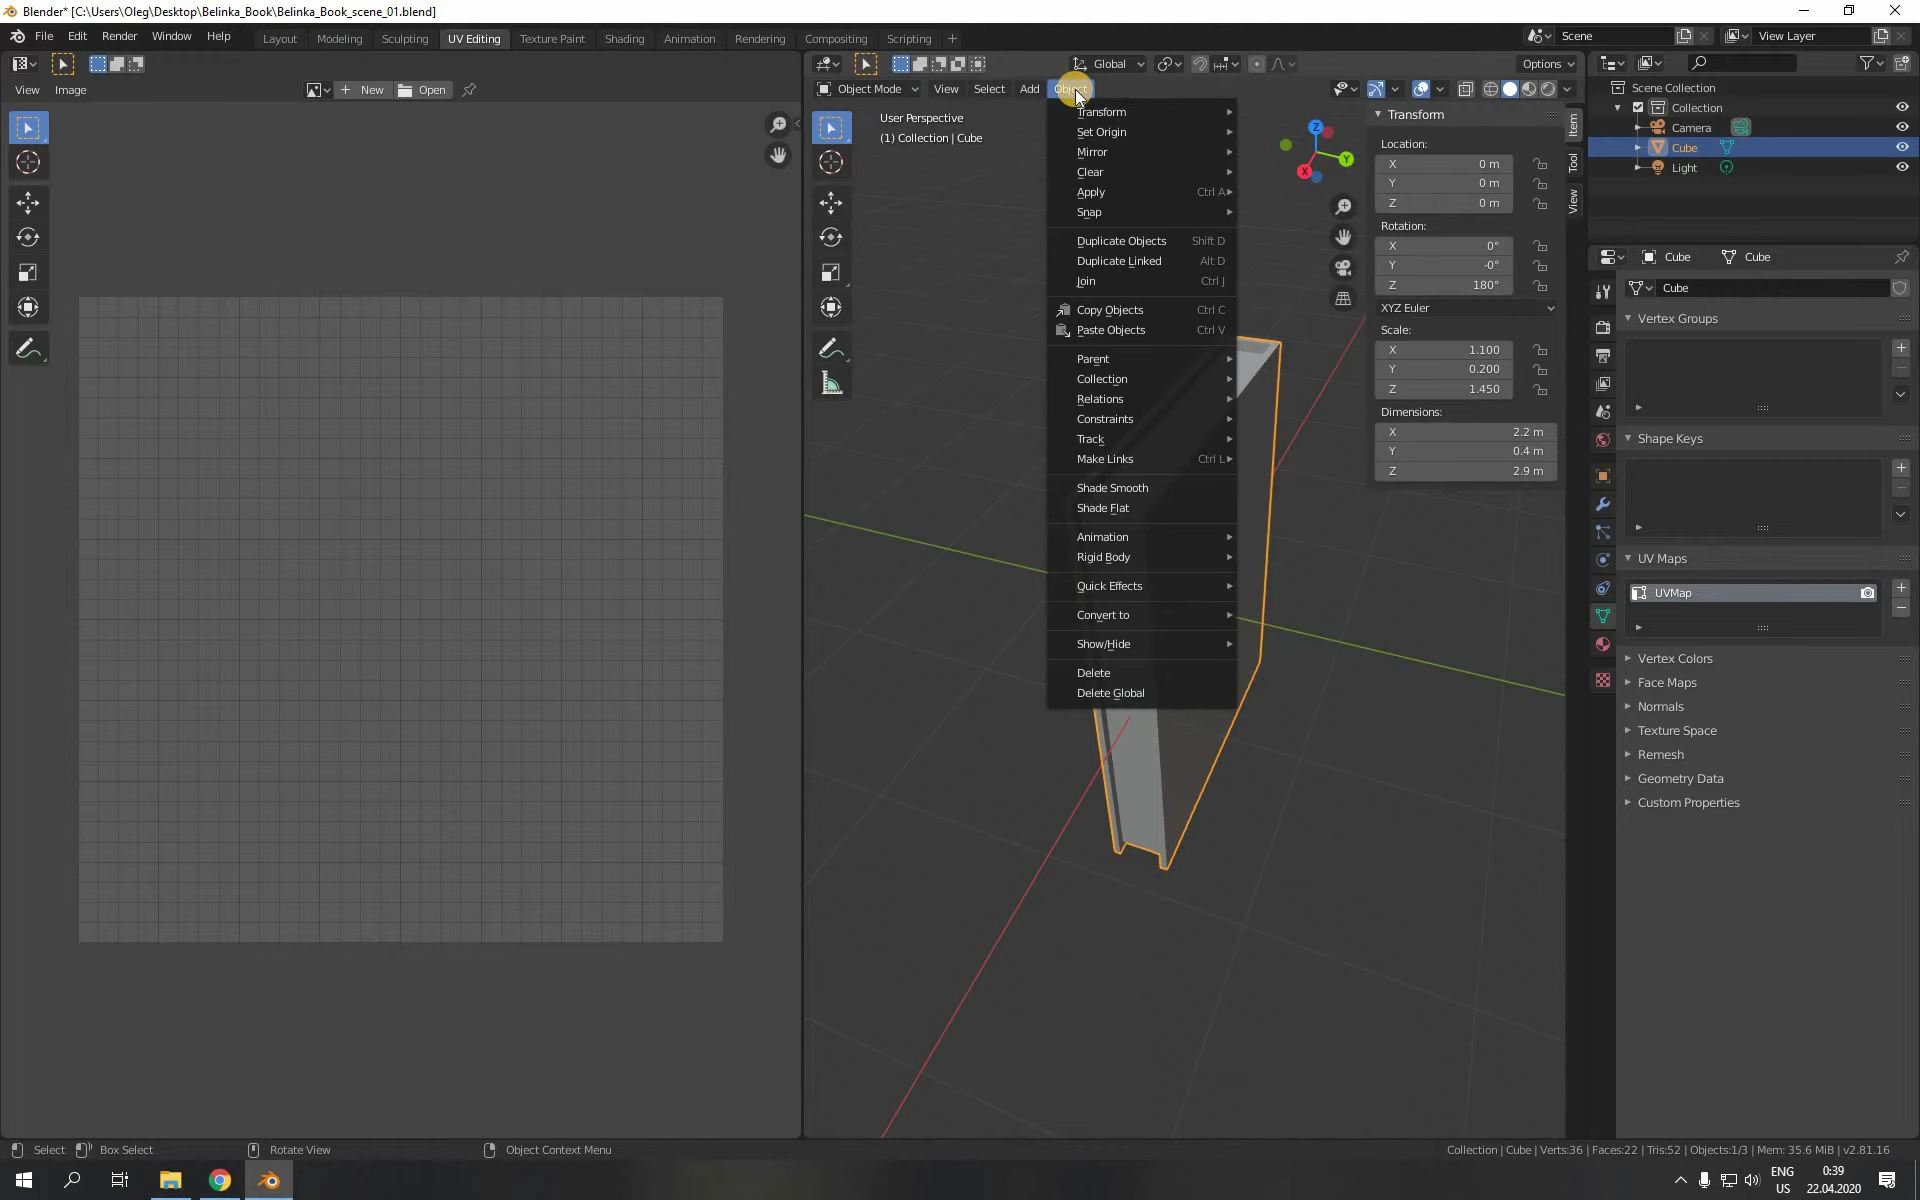 Blender* [C:\Users\Oleg\Desktop\Belinka_Book\Belinka_Book_scene_01.blend]
File Edit Render Window Help Layout Modeling Sculpting UV Editing Texture Paint Shading Animation Rendering Compositing Scripting Scene View Layer
Global Options
View Image New Open Object Mode View Select Add Object
User Perspective
(1) Collection | Cube
Transform
Set Origin
Mirror
Clear
Apply Ctrl A
Snap
Duplicate Objects Shift D
Duplicate Linked Alt D
Join Ctrl J
Copy Objects Ctrl C
Paste Objects Ctrl V
Parent
Collection
Relations
Constraints
Track
Make Links Ctrl L
Shade Smooth
Shade Flat
Animation
Rigid Body
Quick Effects
Convert to
Show/Hide
Delete
Delete Global
Z
Y
X
Transform
Location:
X 0 m
Y 0 m
Z 0 m
Rotation:
X 0°
Y -0°
Z 180°
XYZ Euler
Scale:
X 1.100
Y 0.200
Z 1.450
Dimensions:
X 2.2 m
Y 0.4 m
Z 2.9 m
Item
Tool
View
Scene Collection
Collection
Camera
Cube
Light
Cube Cube
Cube
Vertex Groups
Shape Keys
UV Maps
UVMap
Vertex Colors
Face Maps
Normals
Texture Space
Remesh
Geometry Data
Custom Properties
Select Box Select Rotate View Object Context Menu Collection | Cube | Verts:36 | Faces:22 | Tris:52 | Objects:1/3 | Mem: 35.6 MiB | v2.81.16
ENG 0:39
US 22.04.2020